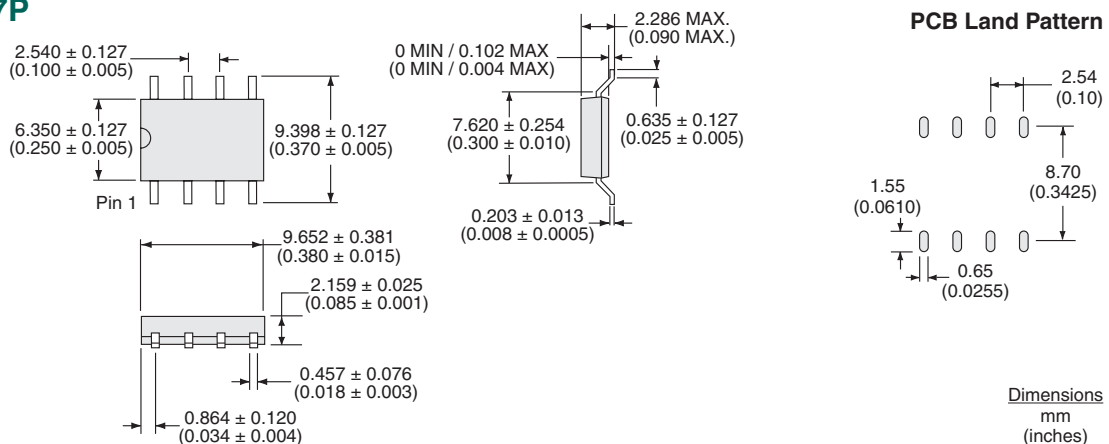 7P
2.540 ± 0.127
(0.100 ± 0.005)
6.350 ± 0.127
(0.250 ± 0.005)
9.398 ± 0.127
(0.370 ± 0.005)
Pin 1
9.652 ± 0.381
(0.380 ± 0.015)
2.159 ± 0.025
(0.085 ± 0.001)
0.457 ± 0.076
(0.018 ± 0.003)
0.864 ± 0.120
(0.034 ± 0.004)
2.286 MAX.
(0.090 MAX.)
0 MIN / 0.102 MAX
(0 MIN / 0.004 MAX)
7.620 ± 0.254
(0.300 ± 0.010)
0.635 ± 0.127
(0.025 ± 0.005)
0.203 ± 0.013
(0.008 ± 0.0005)
PCB Land Pattern
2.54
(0.10)
8.70
(0.3425)
1.55
(0.0610)
0.65
(0.0255)
Dimensions
mm
(inches)